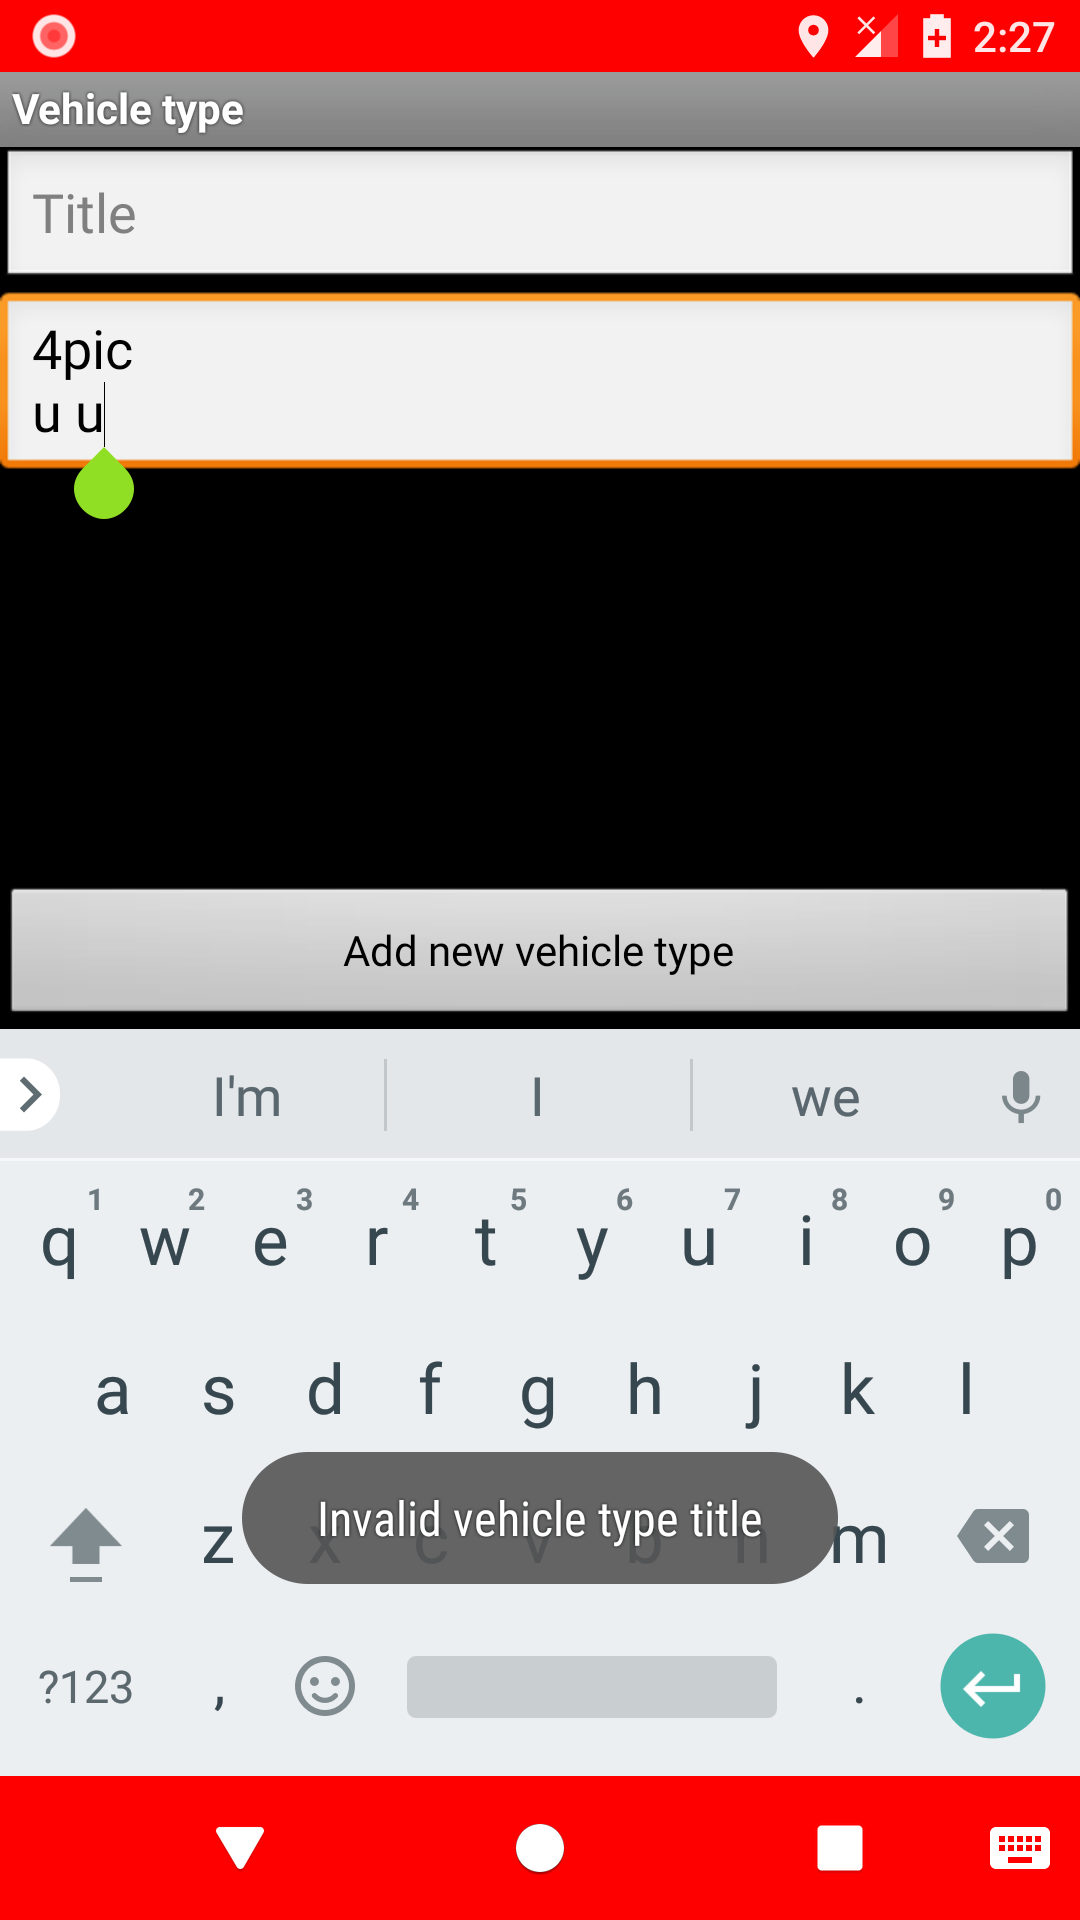 2:27
Vehicle type
Title
4pic
u u
Add new vehicle type
I'm I we
1 2 3 4 5 6 7 8 9 0
q w e r t y u i o p
a s d f g h j k l
z x c v b n m
Invalid vehicle type title
?123 , .